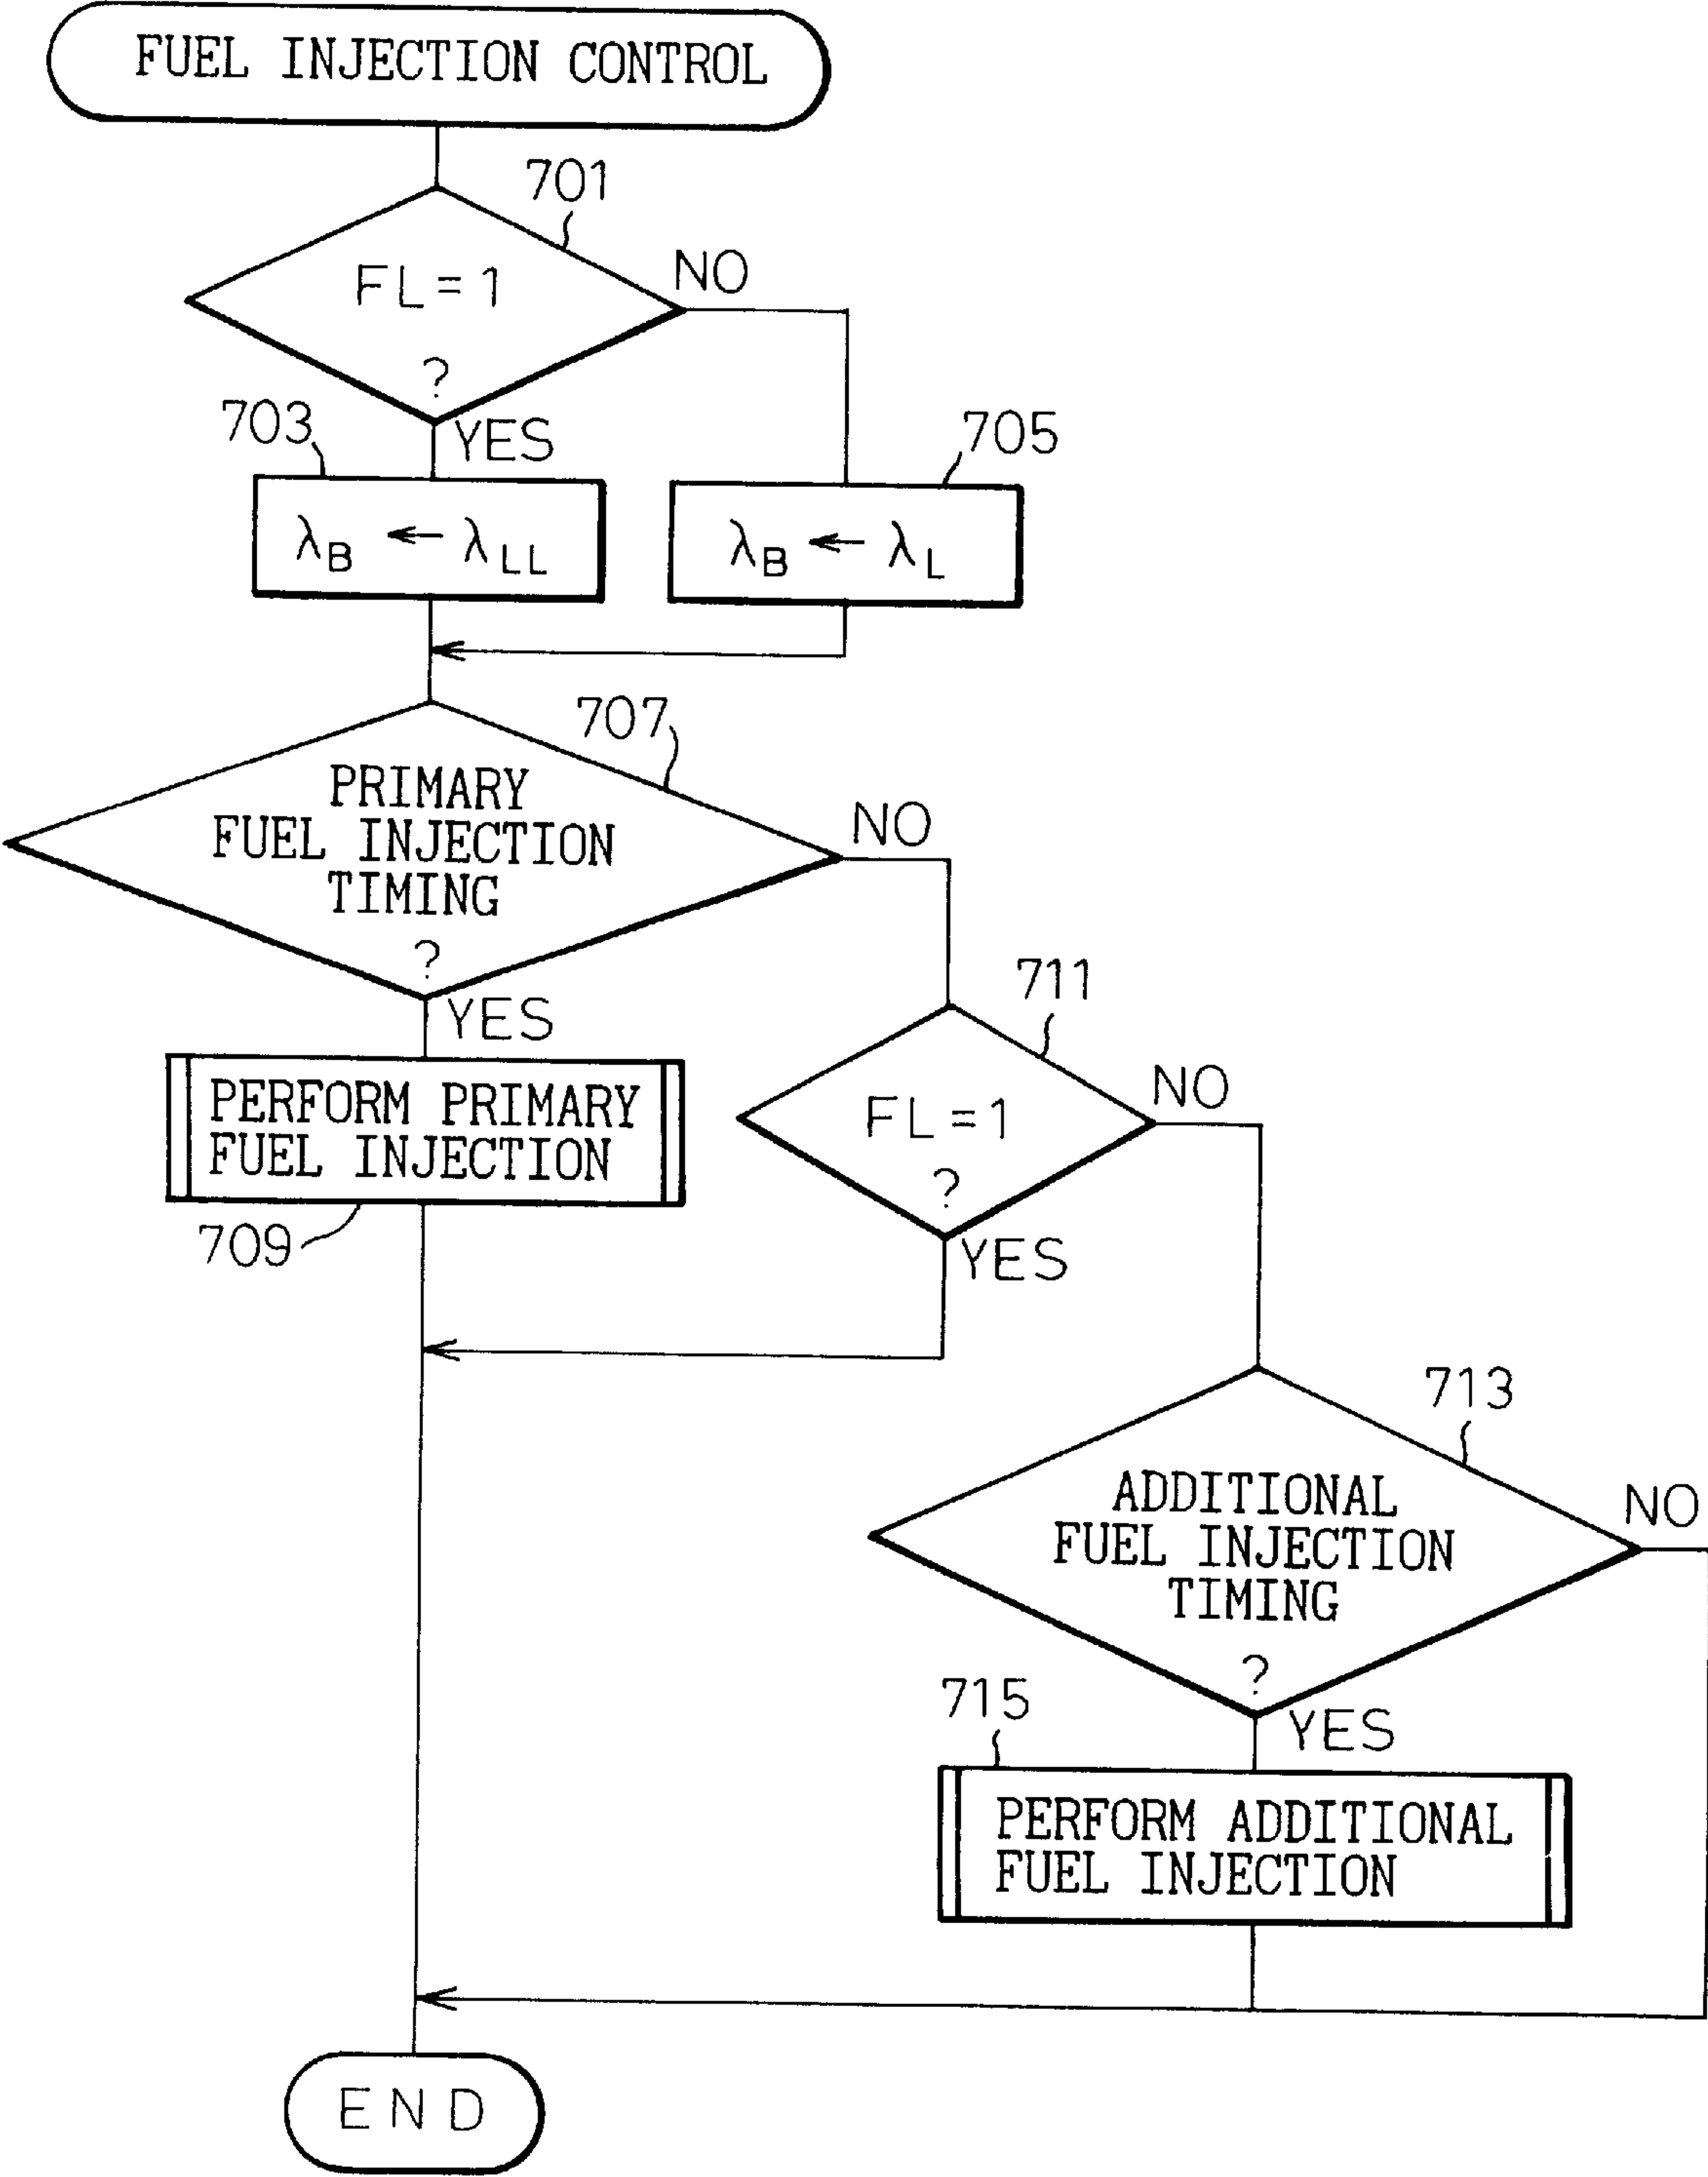 FUEL INJECTION CONTROL
701
FL=1
?
NO
YES
703
λB ← λLL
705
λB ← λL
707
PRIMARY
FUEL INJECTION
TIMING
?
NO
YES
PERFORM PRIMARY
FUEL INJECTION
709
711
FL=1
?
NO
YES
713
ADDITIONAL
FUEL INJECTION
TIMING
?
NO
YES
715
PERFORM ADDITIONAL
FUEL INJECTION
END